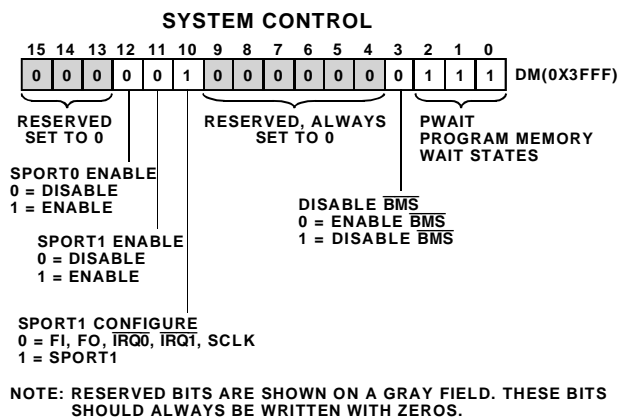 SYSTEM CONTROL
15 14 13 12 11 10 9 8 7 6 5 4 3 2 1 0
0 0 0 0 0 1 0 0 0 0 0 0 0 1 1 1 DM(0X3FFF)
RESERVED
SET TO 0
RESERVED, ALWAYS
SET TO 0
PWAIT
PROGRAM MEMORY
WAIT STATES
SPORT0 ENABLE
0 = DISABLE
1 = ENABLE
DISABLE BMS
0 = ENABLE BMS
1 = DISABLE BMS
SPORT1 ENABLE
0 = DISABLE
1 = ENABLE
SPORT1 CONFIGURE
0 = FI, FO, IRQ0, IRQ1, SCLK
1 = SPORT1
NOTE: RESERVED BITS ARE SHOWN ON A GRAY FIELD. THESE BITS
SHOULD ALWAYS BE WRITTEN WITH ZEROS.